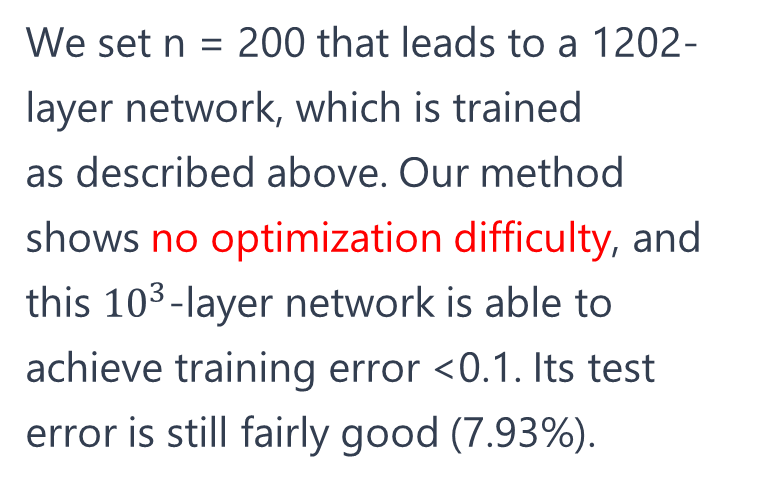 We set n = 200 that leads to a 1202-
layer network, which is trained
as described above. Our method
shows no optimization difficulty, and
this 10³-layer network is able to
achieve training error <0.1. Its test
error is still fairly good (7.93%).